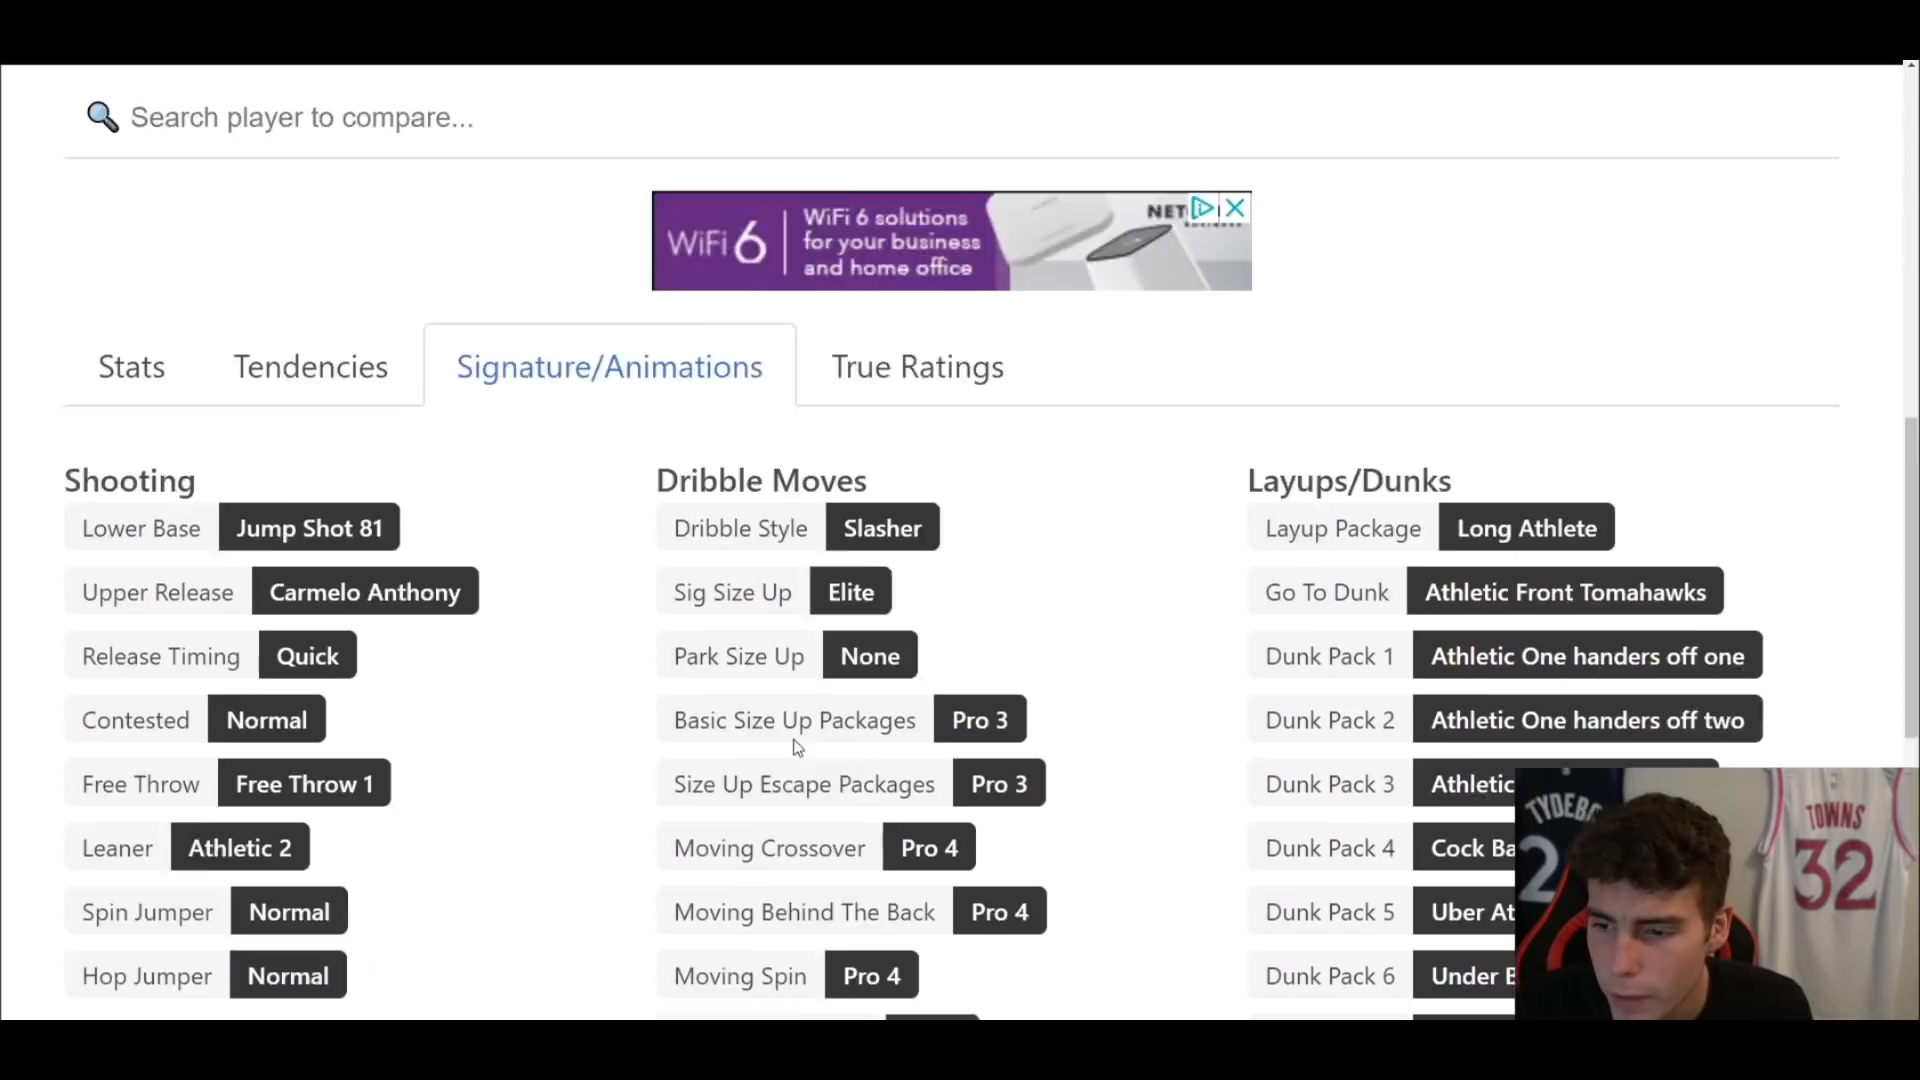 Search player to compare...
WiFi 6
WiFi 6 solutions
for your business
and home office
Stats
Tendencies
Signature/Animations
True Ratings
Shooting
Lower Base Jump Shot 81
Upper Release Carmelo Anthony
Release Timing Quick
Contested Normal
Free Throw Free Throw 1
Leaner Athletic 2
Spin Jumper Normal
Hop Jumper Normal
Dribble Moves
Dribble Style Slasher
Sig Size Up Elite
Park Size Up None
Basic Size Up Packages Pro 3
Size Up Escape Packages Pro 3
Moving Crossover Pro 4
Moving Behind The Back Pro 4
Moving Spin Pro 4
Layups/Dunks
Layup Package Long Athlete
Go To Dunk Athletic Front Tomahawks
Dunk Pack 1 Athletic One handers off one
Dunk Pack 2 Athletic One handers off two
Dunk Pack 3 Athletic
Dunk Pack 4 Cock Ba
Dunk Pack 5 Uber At
Dunk Pack 6 Under B
TOWNS
32